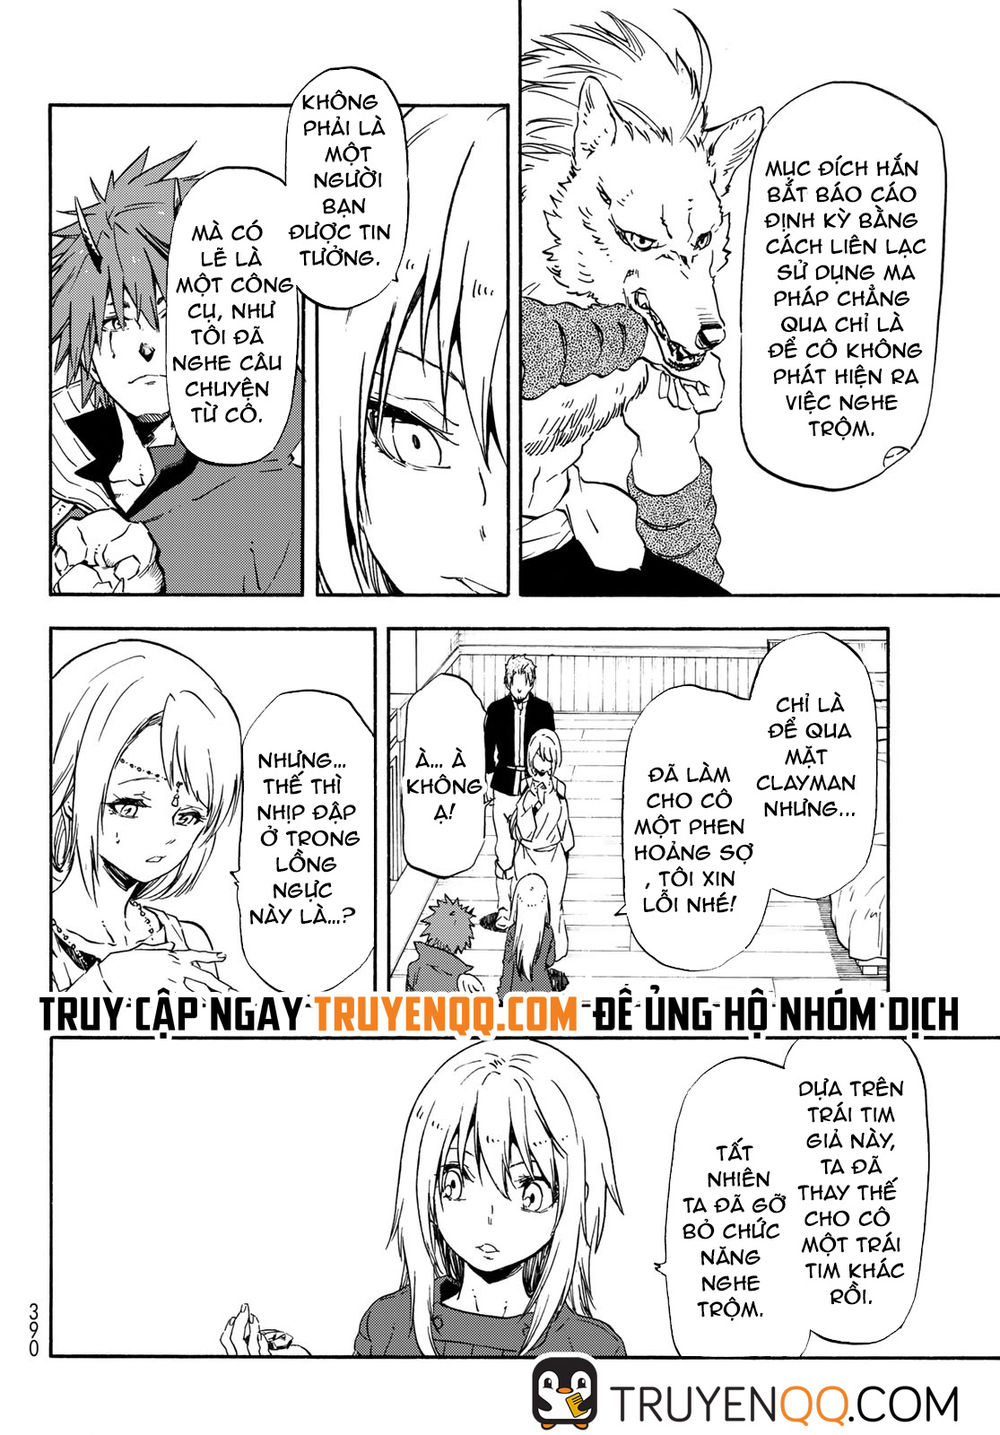 MỤC ĐÍCH HẮN
BẮT BÁO CÁO
ĐỊNH KỲ BẰNG
CÁCH LIÊN LẠC
SỬ DỤNG MA
PHÁP CHẲNG
QUA CHỈ LÀ
ĐỂ CÔ KHÔNG
PHÁT HIỆN RA
VIỆC NGHE
TRỘM.
KHÔNG
PHẢI LÀ
MỘT
NGƯỜI
BẠN
ĐƯỢC TIN
TƯỞNG.
MÀ CÓ
LẼ LÀ
MỘT CÔNG
CỤ, NHƯ
TÔI ĐÃ
NGHE CÂU
CHUYỆN
TỪ CÔ.
CHỈ LÀ
ĐỂ QUA
MẶT
CLAYMAN
NHƯNG...
ĐÃ LÀM
CHO CÔ
MỘT PHEN
HOẢNG SỢ
, TÔI XIN
LỖI NHÉ!
À... À
KHÔNG
Ạ!
NHƯNG...
THẾ THÌ
NHỊP ĐẬP
Ở TRONG
LỒNG
NGỰC
NÀY LÀ...?
TRUY CẬP NGAY TRUYENQQ.COM ĐỂ ỦNG HỘ NHÓM DỊCH
DỰA TRÊN
TRÁI TIM
GIẢ NÀY,
TA ĐÃ
THAY THẾ
CHO CÔ
MỘT TRÁI
TIM KHÁC
RỒI.
TẤT
NHIÊN
TA ĐÃ GỠ
BỎ CHỨC
NĂNG
NGHE
TRỘM.
390
TRUYENQQ.COM